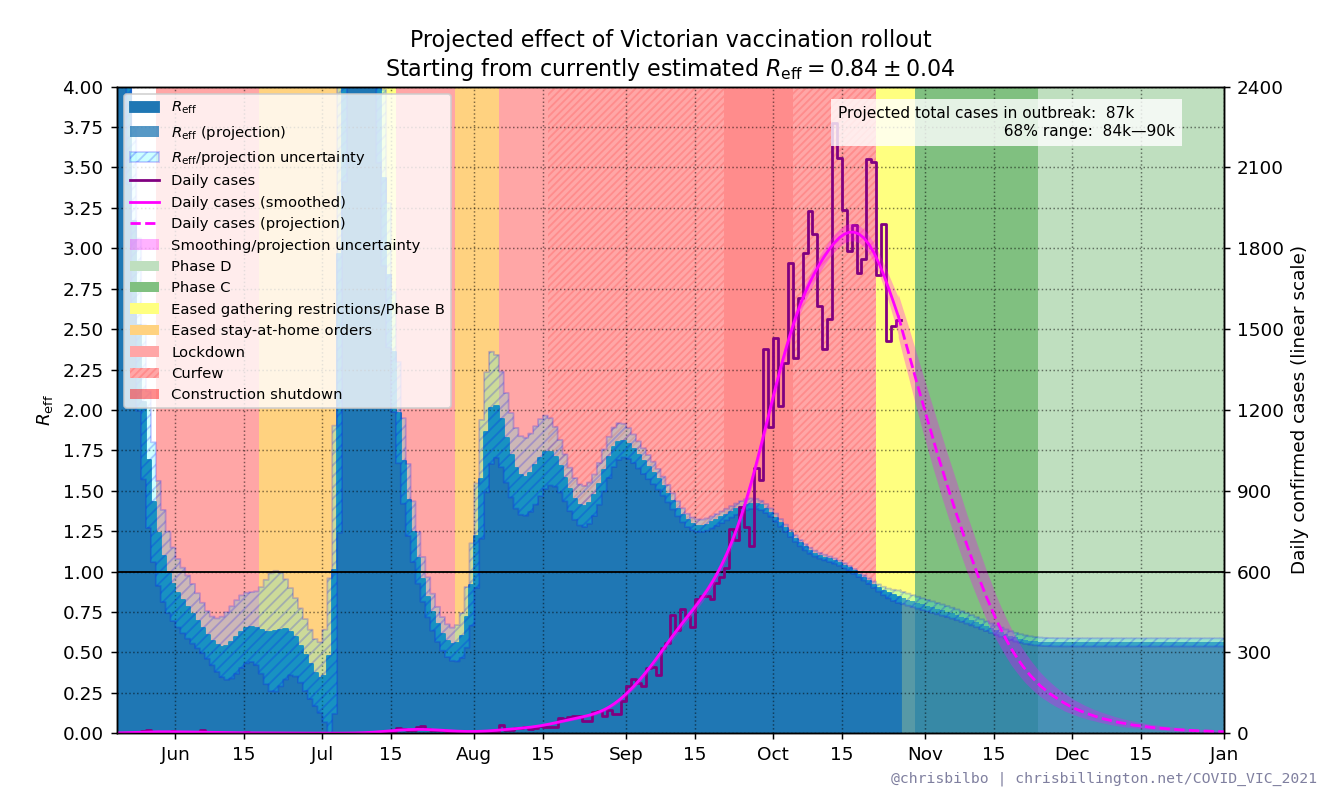 Projected effect of Victorian vaccination rollout
Starting from currently estimated R_eff = 0.84 ± 0.04
Projected total cases in outbreak: 87k
68% range: 84k—90k
R_eff
R_eff (projection)
R_eff/projection uncertainty
Daily cases
Daily cases (smoothed)
Daily cases (projection)
Smoothing/projection uncertainty
Phase D
Phase C
Eased gathering restrictions/Phase B
Eased stay-at-home orders
Lockdown
Curfew
Construction shutdown
R_eff
4.00
3.75
3.50
3.25
3.00
2.75
2.50
2.25
2.00
1.75
1.50
1.25
1.00
0.75
0.50
0.25
0.00
2400
2100
1800
1500
1200
900
600
300
0
Daily confirmed cases (linear scale)
Jun 15 Jul 15 Aug 15 Sep 15 Oct 15 Nov 15 Dec 15 Jan
@chrisbilbo | chrisbillington.net/COVID_VIC_2021